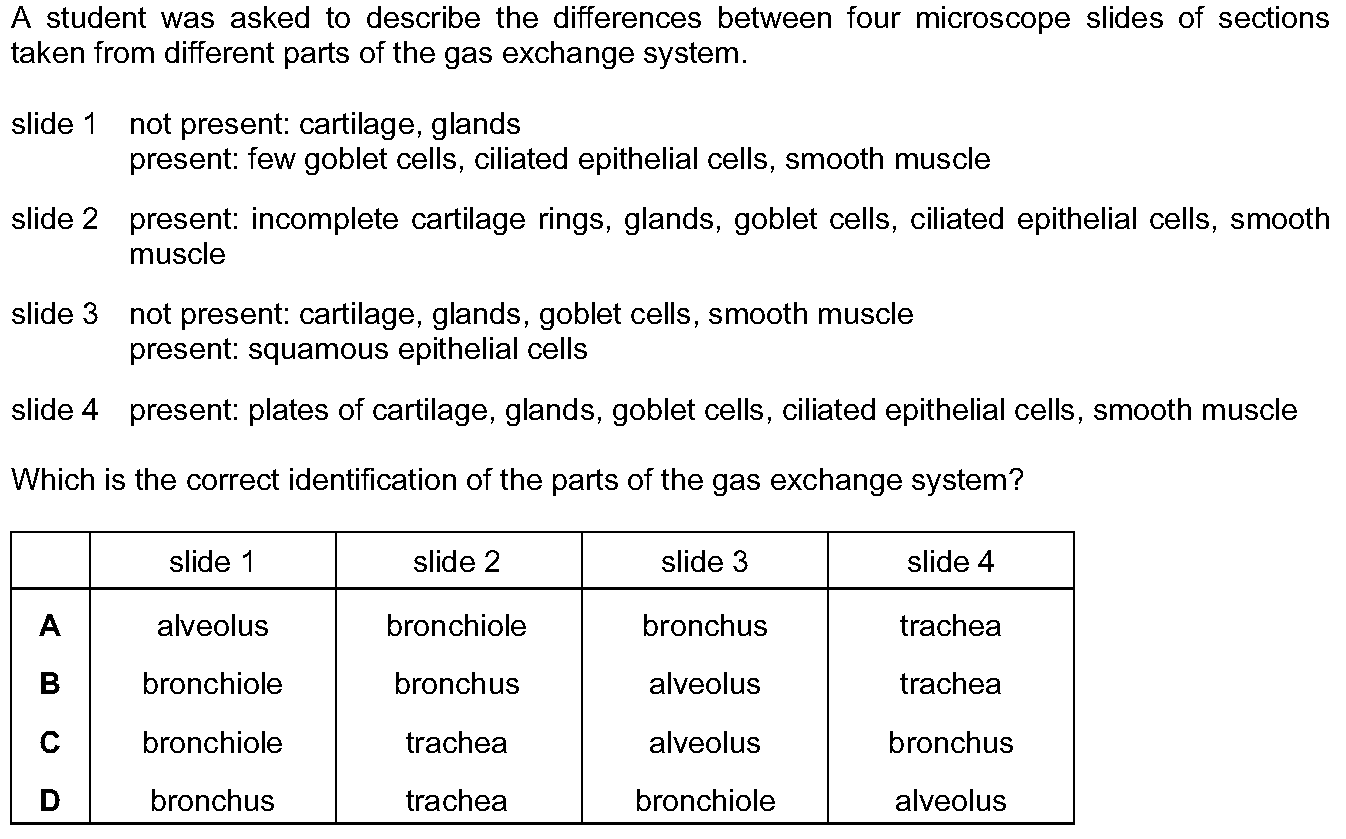 A student was asked to describe the differences between four microscope slides of sections
taken from different parts of the gas exchange system.
slide 1 not present: cartilage, glands
present: few goblet cells, ciliated epithelial cells, smooth muscle
slide 2 present: incomplete cartilage rings, glands, goblet cells, ciliated epithelial cells, smooth
muscle
slide 3 not present: cartilage, glands, goblet cells, smooth muscle
present: squamous epithelial cells
slide 4 present: plates of cartilage, glands, goblet cells, ciliated epithelial cells, smooth muscle
Which is the correct identification of the parts of the gas exchange system?
slide 1 slide 2 slide 3 slide 4
A alveolus bronchiole bronchus trachea
B bronchiole bronchus alveolus trachea
C bronchiole trachea alveolus bronchus
D bronchus trachea bronchiole alveolus